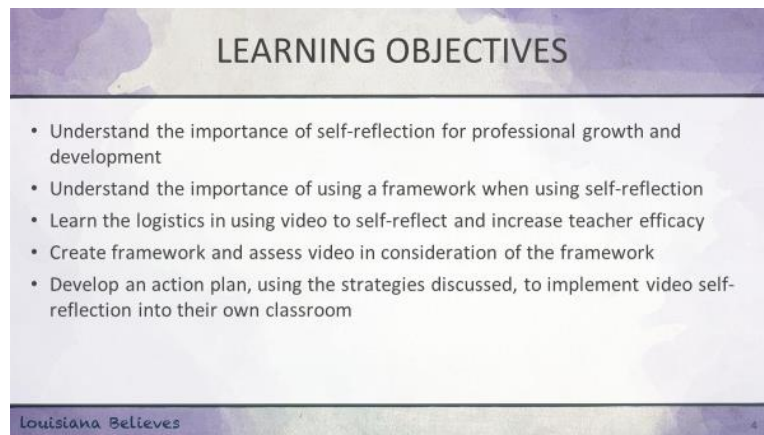 LEARNING OBJECTIVES
• Understand the importance of self-reflection for professional growth and
development
• Understand the importance of using a framework when using self-reflection
• Learn the logistics in using video to self-reflect and increase teacher efficacy
• Create framework and assess video in consideration of the framework
• Develop an action plan, using the strategies discussed, to implement video self-
reflection into their own classroom
Louisiana Believes
4